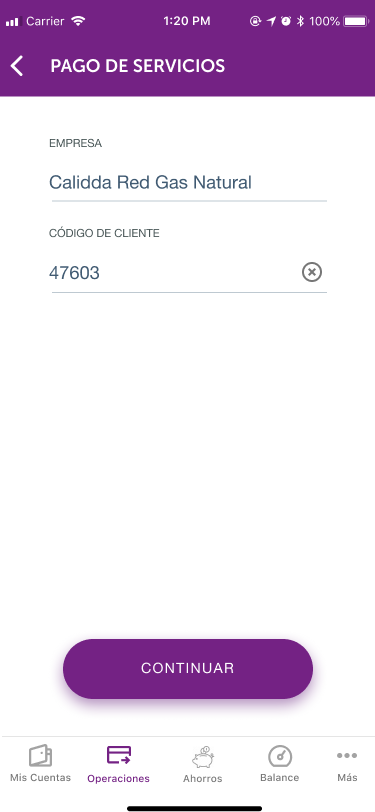 Carrier 1:20 PM 100%
PAGO DE SERVICIOS
EMPRESA
Calidda Red Gas Natural
CÓDIGO DE CLIENTE
47603
CONTINUAR
Mis Cuentas Operaciones Ahorros Balance Más